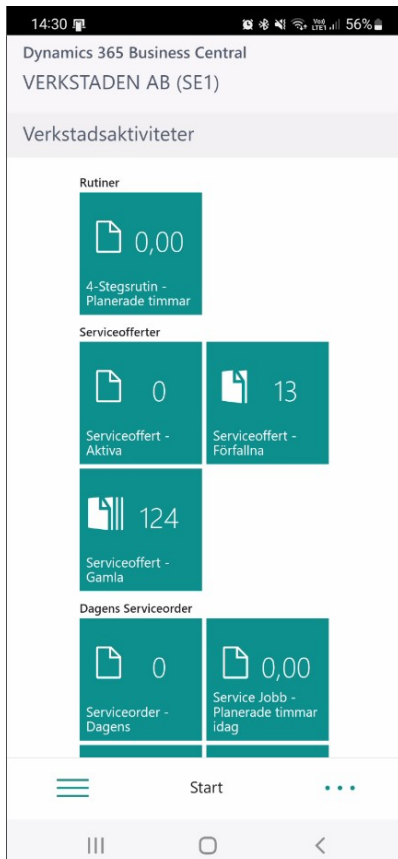 14:30 56%
Dynamics 365 Business Central
VERKSTADEN AB (SE1)
Verkstadsaktiviteter
Rutiner
0,00
4-Stegsrutin -
Planerade timmar
Serviceofferter
0
Serviceoffert -
Aktiva
13
Serviceoffert -
Förfallna
124
Serviceoffert -
Gamla
Dagens Serviceorder
0
Serviceorder -
Dagens
0,00
Service Jobb -
Planerade timmar
idag
Start